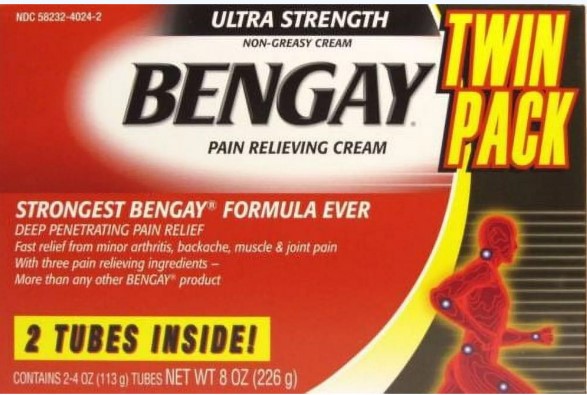 NDC 58232-4024-2
ULTRA STRENGTH
NON-GREASY CREAM
BENGAY®
PAIN RELIEVING CREAM
TWIN
PACK
STRONGEST BENGAY® FORMULA EVER
DEEP PENETRATING PAIN RELIEF
Fast relief from minor arthritis, backache, muscle & joint pain
With three pain relieving ingredients –
More than any other BENGAY® product
2 TUBES INSIDE!
CONTAINS 2-4 OZ (113 g) TUBES NET WT 8 OZ (226 g)